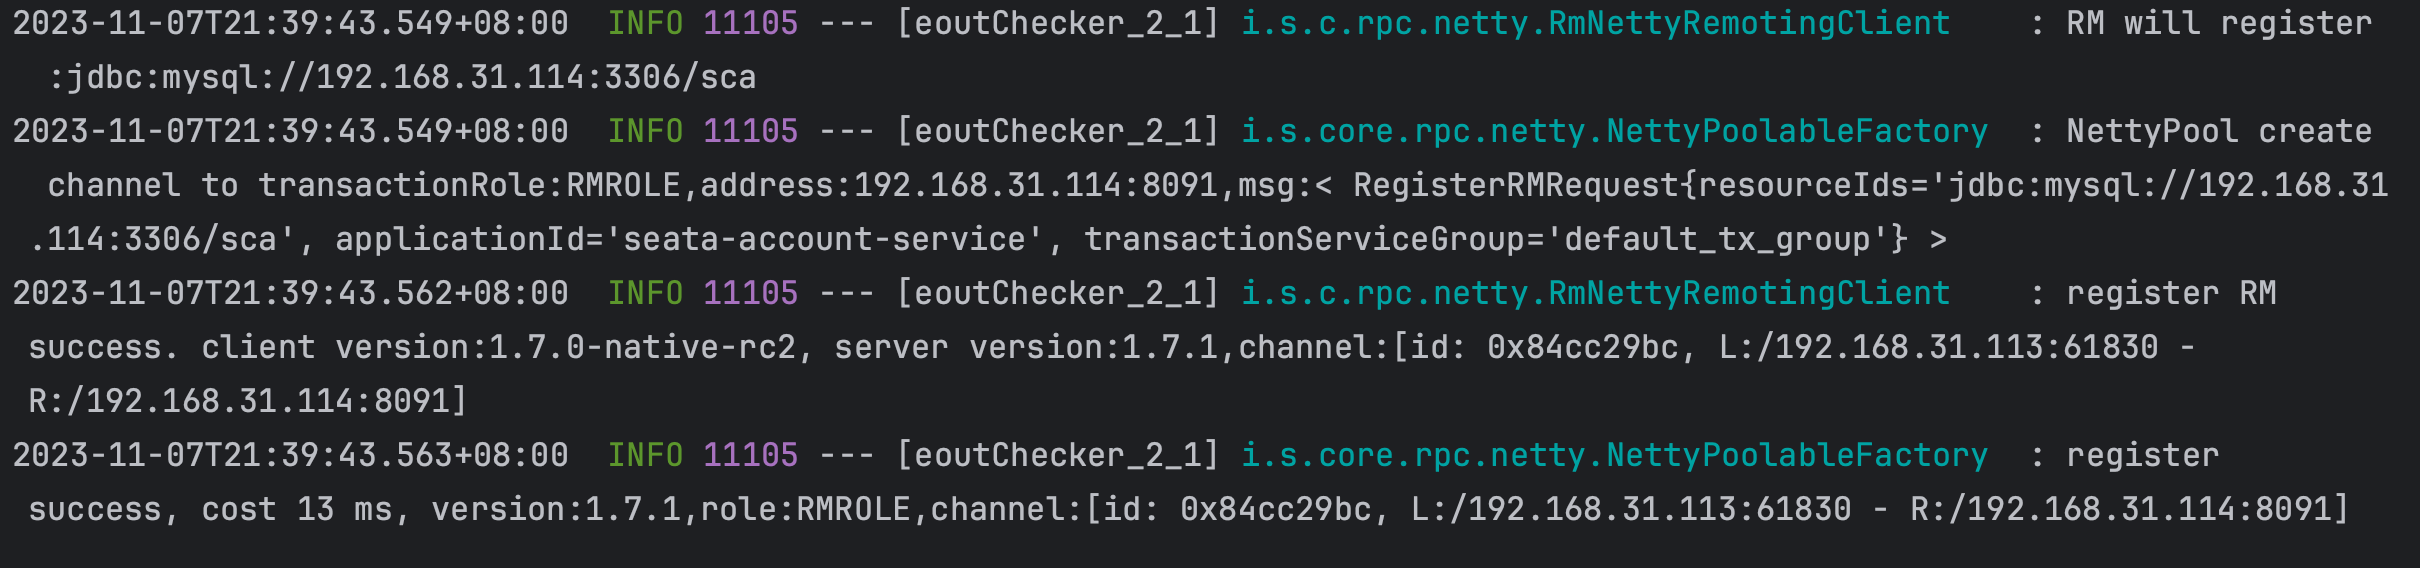 2023-11-07T21:39:43.549+08:00  INFO 11105 --- [eoutChecker_2_1] i.s.c.rpc.netty.RmNettyRemotingClient    : RM will register
:jdbc:mysql://192.168.31.114:3306/sca
2023-11-07T21:39:43.549+08:00  INFO 11105 --- [eoutChecker_2_1] i.s.core.rpc.netty.NettyPoolableFactory  : NettyPool create
channel to transactionRole:RMROLE,address:192.168.31.114:8091,msg:< RegisterRMRequest{resourceIds='jdbc:mysql://192.168.31
.114:3306/sca', applicationId='seata-account-service', transactionServiceGroup='default_tx_group'} >
2023-11-07T21:39:43.562+08:00  INFO 11105 --- [eoutChecker_2_1] i.s.c.rpc.netty.RmNettyRemotingClient    : register RM
success. client version:1.7.0-native-rc2, server version:1.7.1,channel:[id: 0x84cc29bc, L:/192.168.31.113:61830 -
R:/192.168.31.114:8091]
2023-11-07T21:39:43.563+08:00  INFO 11105 --- [eoutChecker_2_1] i.s.core.rpc.netty.NettyPoolableFactory  : register
success, cost 13 ms, version:1.7.1,role:RMROLE,channel:[id: 0x84cc29bc, L:/192.168.31.113:61830 - R:/192.168.31.114:8091]